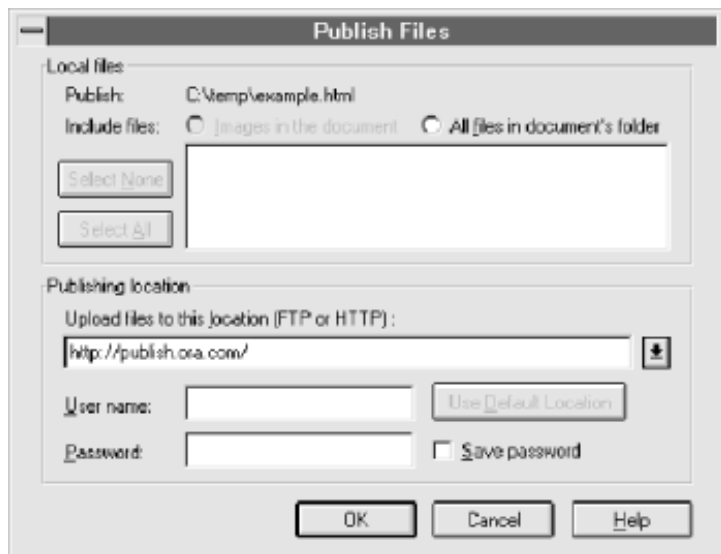 Publish Files
Local files
Publish: C:\temp\example.html
Include files: Images in the document All files in document's folder
Select None
Select All
Publishing location
Upload files to this location (FTP or HTTP) :
http://publish.ora.com/
User name: Use Default Location
Password: Save password
OK Cancel Help